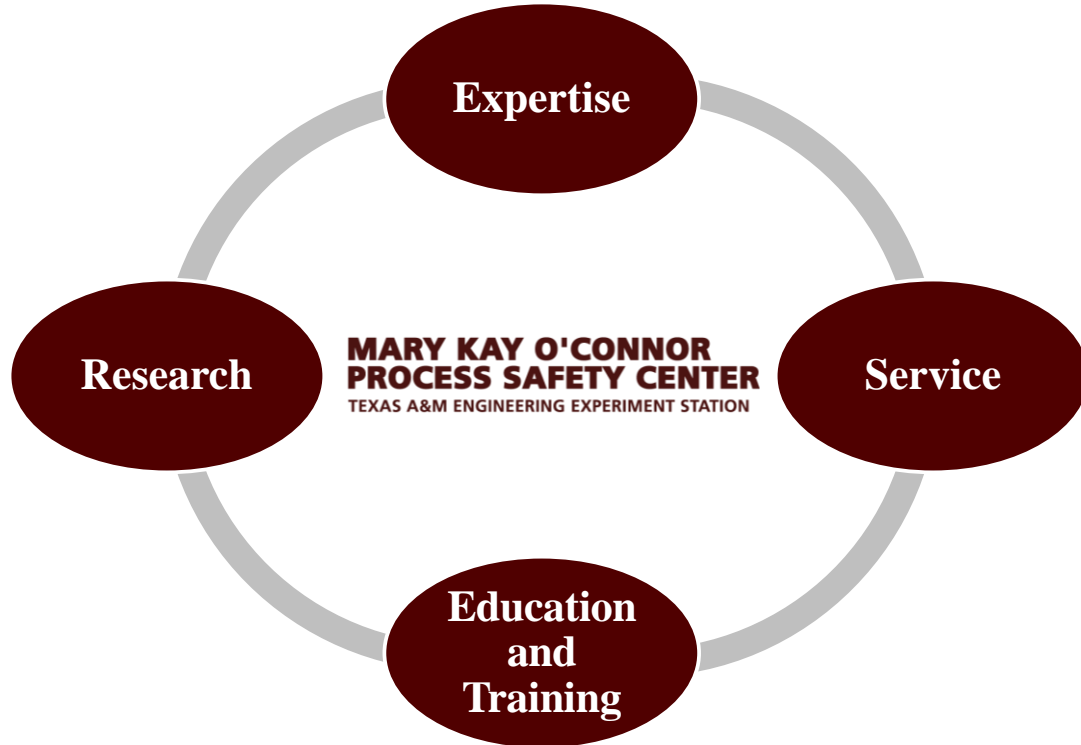 Expertise
Research
MARY KAY O'CONNOR
PROCESS SAFETY CENTER
TEXAS A&M ENGINEERING EXPERIMENT STATION
Service
Education
and
Training